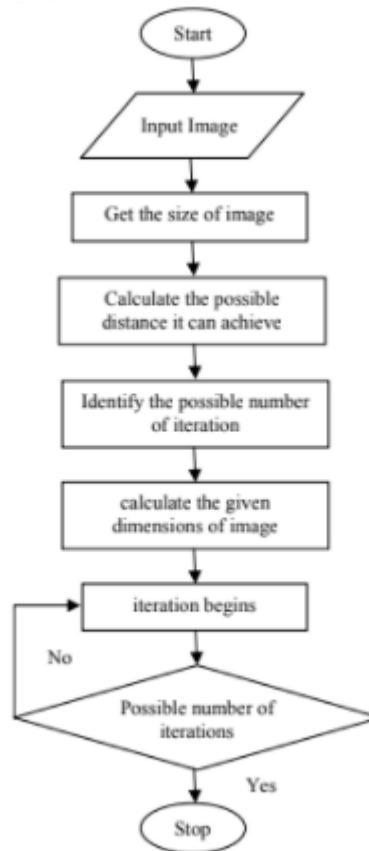 Start
Input Image
Get the size of image
Calculate the possible
distance it can achieve
Identify the possible number
of iteration
calculate the given
dimensions of image
iteration begins
No
Possible number of
iterations
Yes
Stop